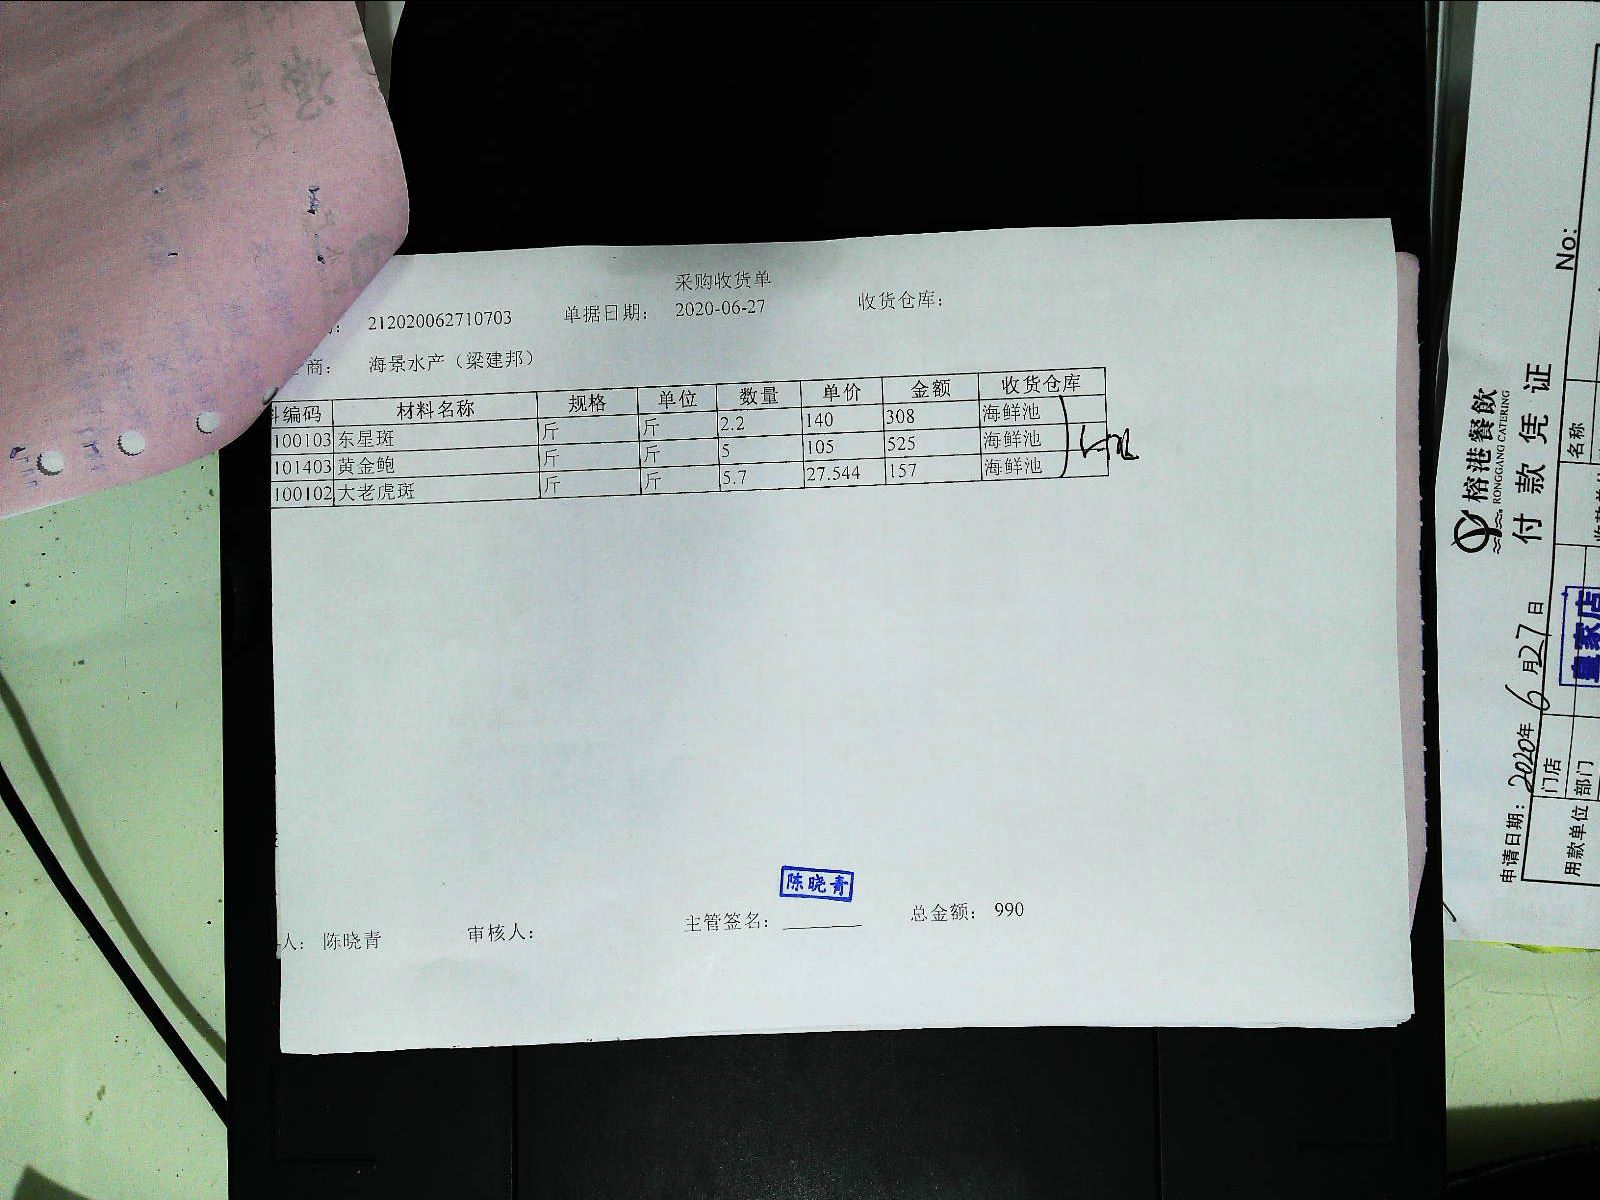 采购收货单
212020062710703 单据日期： 2020-06-27 收货仓库：
商： 海景水产（梁建邦）
编码 材料名称 规格 单位 数量 单价 金额 收货仓库
100103 东星斑 斤 斤 2.2 140 308 海鲜池
101403 黄金鲍 斤 斤 5 105 525 海鲜池
100102 大老虎斑 斤 斤 5.7 27.544 157 海鲜池
陈晓青
人： 陈晓青 审核人： 主管签名： 总金额： 990
榕港餐飲
RONGGANG CATERING
付款凭证
No:
申请日期：2020年6月27日
用款单位
门店
部门
皇家店
名称